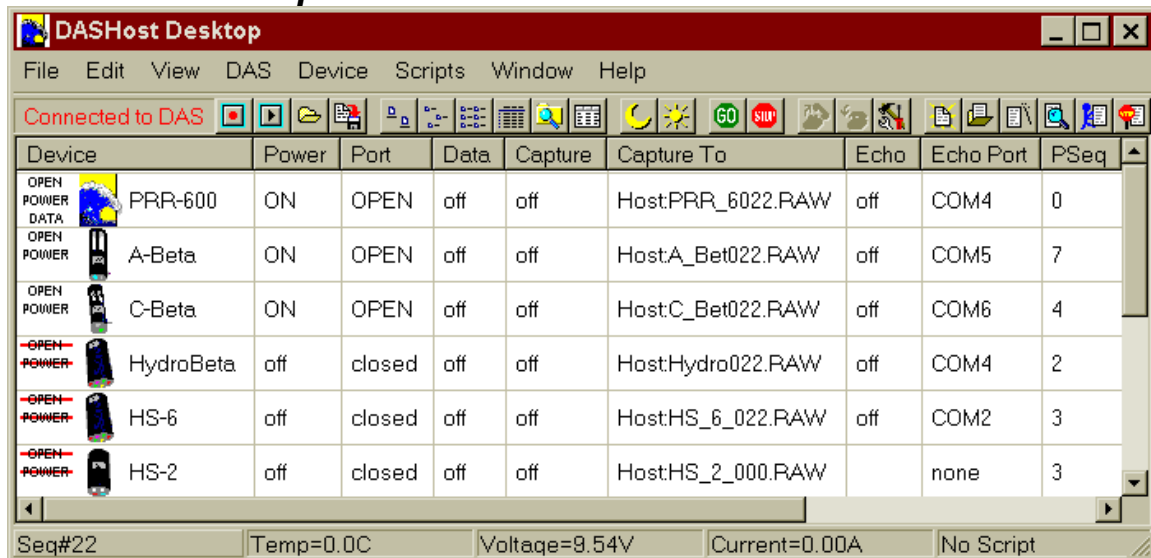 DASHost Desktop
File Edit View DAS Device Scripts Window Help
Connected to DAS GO STOP
Device Power Port Data Capture Capture To Echo Echo Port PSeq
OPEN POWER DATA PRR-600 ON OPEN off off Host:PRR_6022.RAW off COM4 0
OPEN POWER A-Beta ON OPEN off off Host:A_Bet022.RAW off COM5 7
OPEN POWER C-Beta ON OPEN off off Host:C_Bet022.RAW off COM6 4
OPEN POWER HydroBeta off closed off off Host:Hydro022.RAW off COM4 2
OPEN POWER HS-6 off closed off off Host:HS_6_022.RAW off COM2 3
OPEN POWER HS-2 off closed off off Host:HS_2_000.RAW none 3
Seq#22 Temp=0.0C Voltage=9.54V Current=0.00A No Script